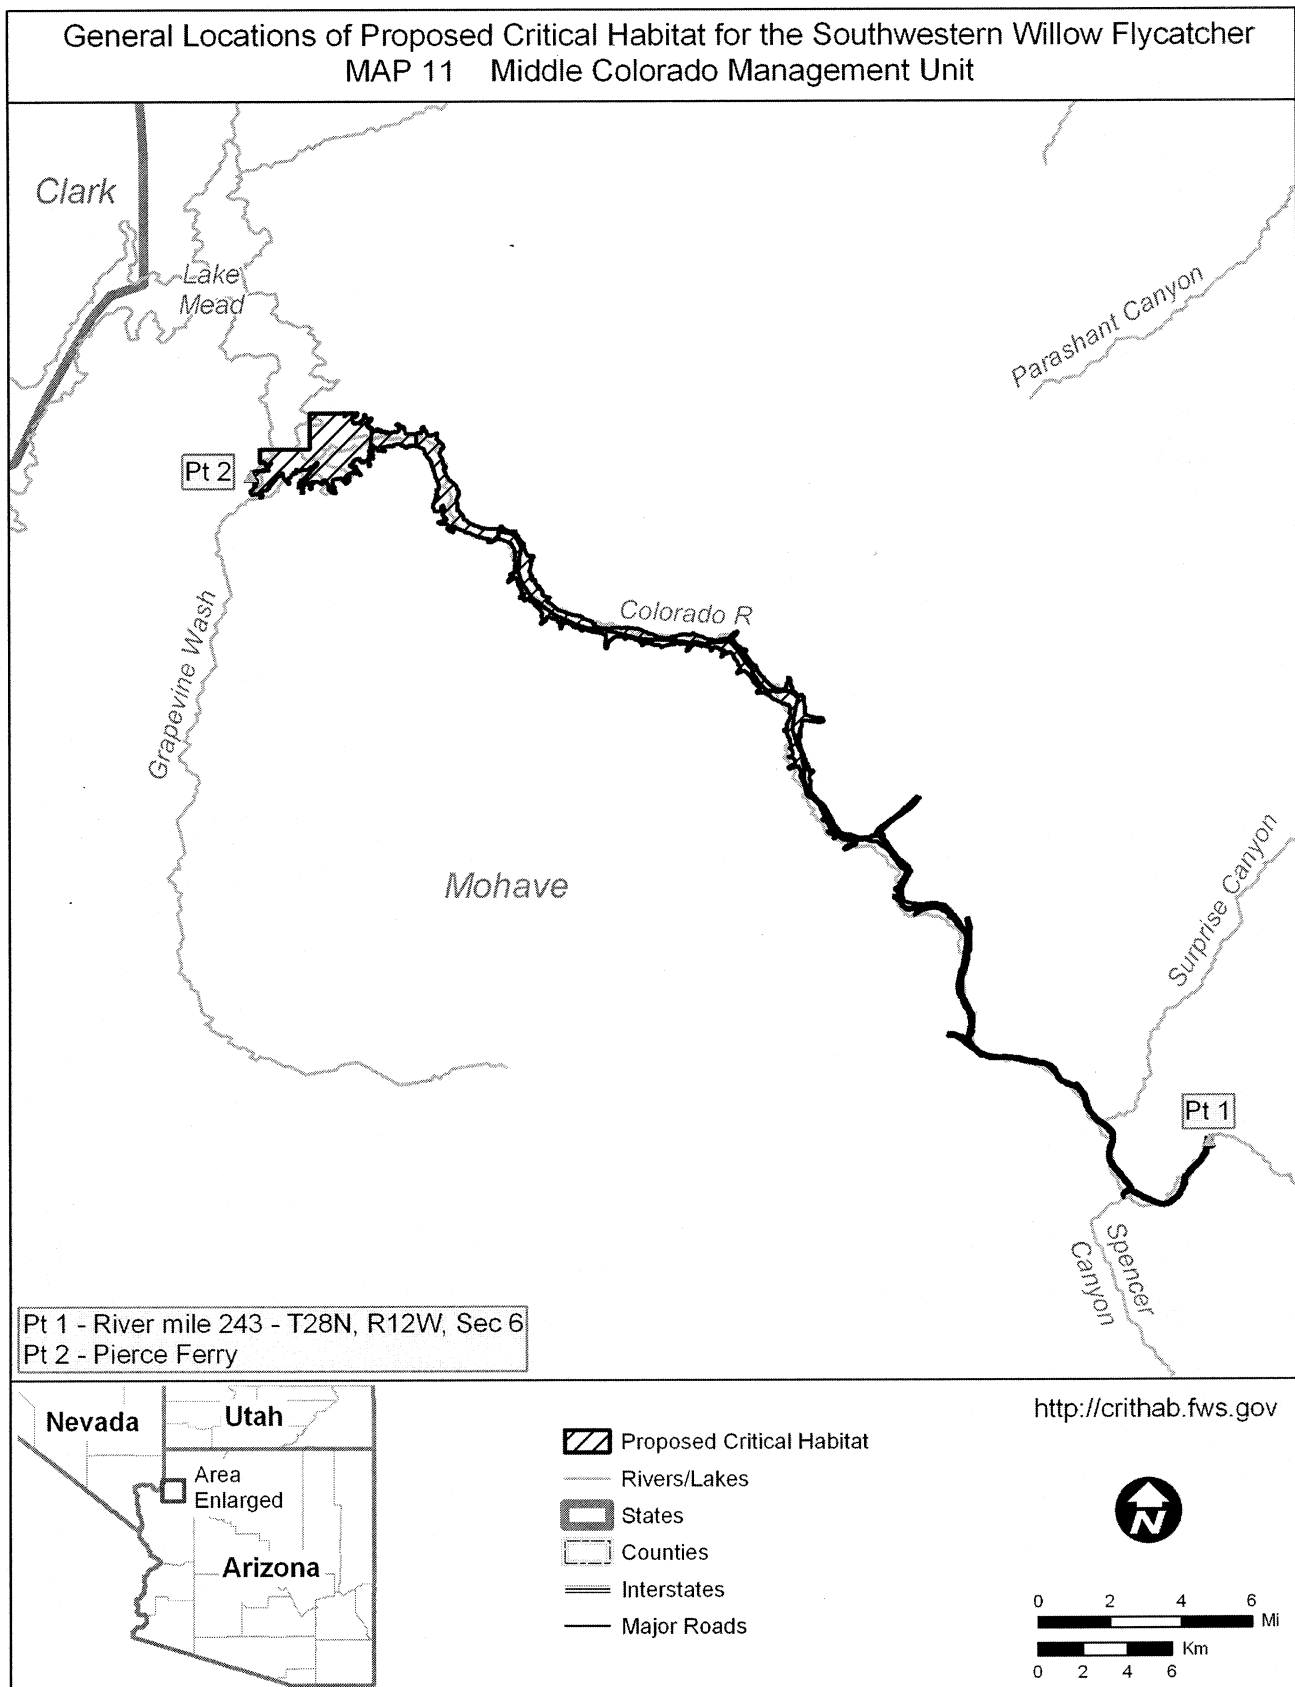 General Locations of Proposed Critical Habitat for the Southwestern Willow Flycatcher
MAP 11 Middle Colorado Management Unit
Clark
Lake
Mead
Parashant Canyon
Pt 2
Colorado R
Grapevine Wash
Mohave
Surprise Canyon
Pt 1
Spencer
Canyon
Pt 1 - River mile 243 - T28N, R12W, Sec 6
Pt 2 - Pierce Ferry
Nevada
Utah
Area
Enlarged
Arizona
Proposed Critical Habitat
Rivers/Lakes
States
Counties
Interstates
Major Roads
http://crithab.fws.gov
N
0 2 4 6
Mi
Km
0 2 4 6